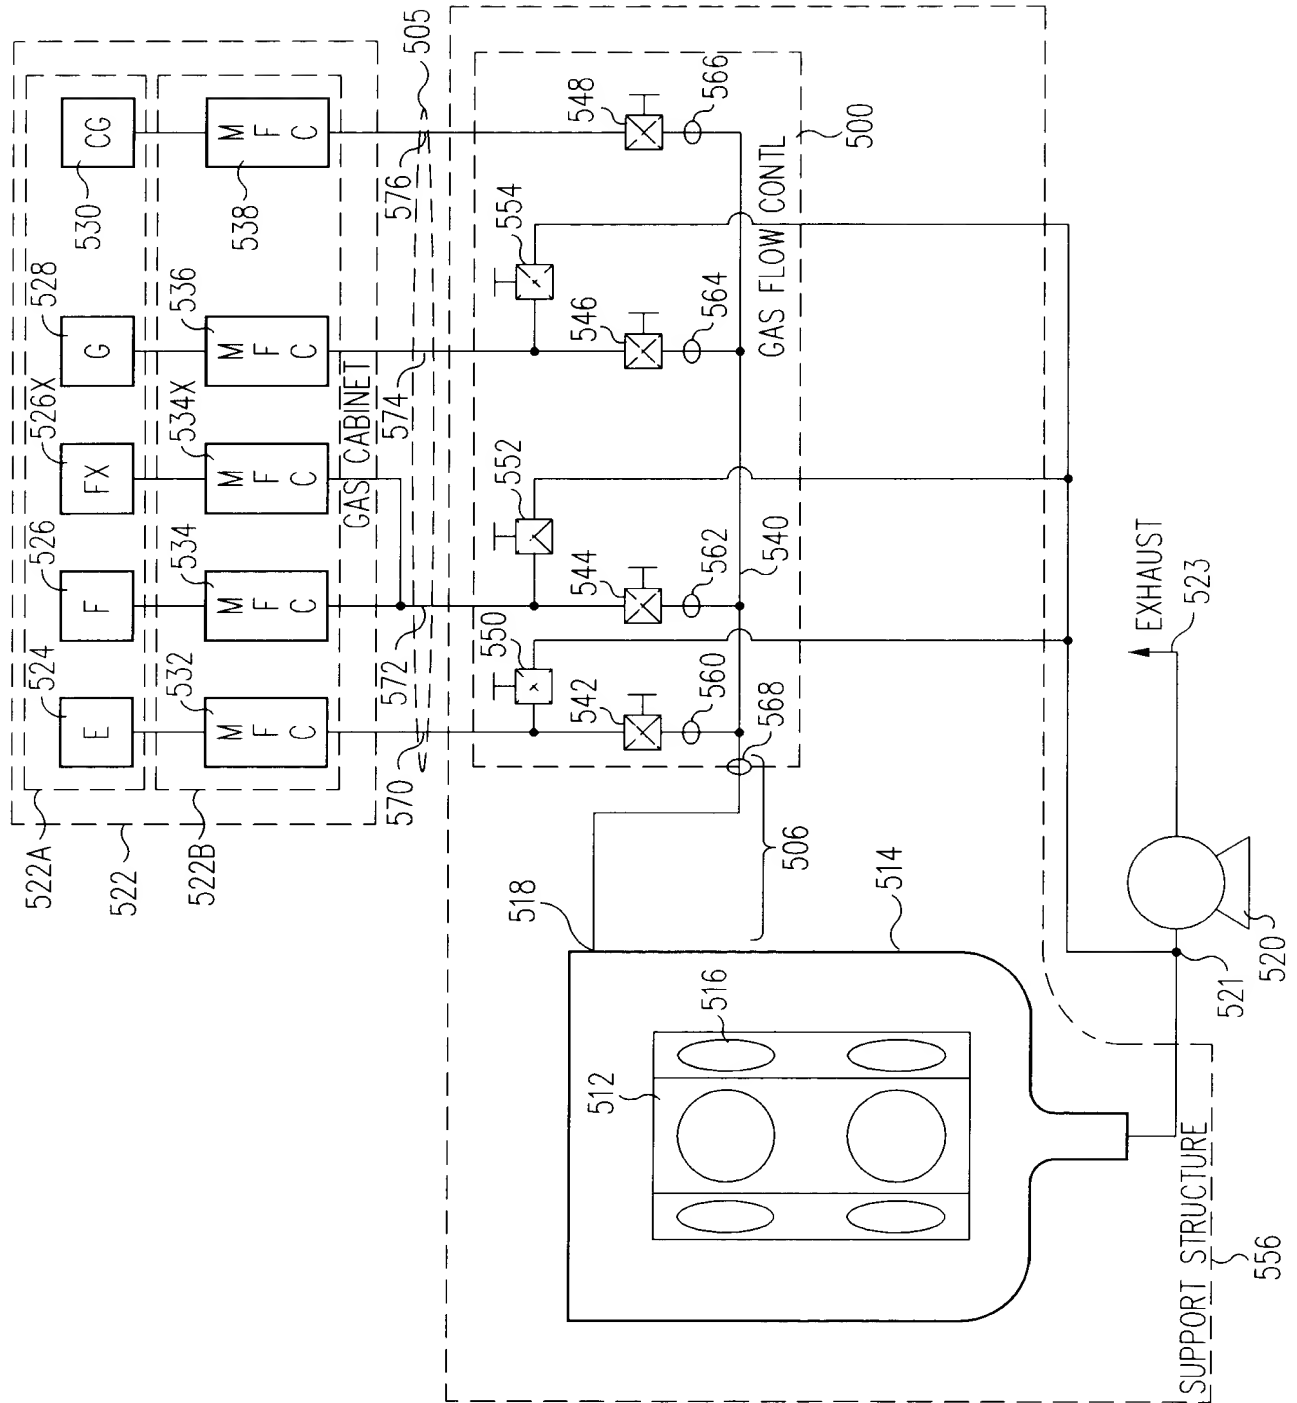 505
530
CG
M F C
538
576
548
566
500
554
528
G
526X
FX
536
M F C
534X
M F C
GAS CABINET
574
546
564
GAS FLOW CONTL
552
526
F
534
M F C
524
E
532
M F C
572
544
562
540
550
542
560
568
570
522A
522
522B
506
518
514
516
512
EXHAUST
523
520
521
SUPPORT STRUCTURE
556